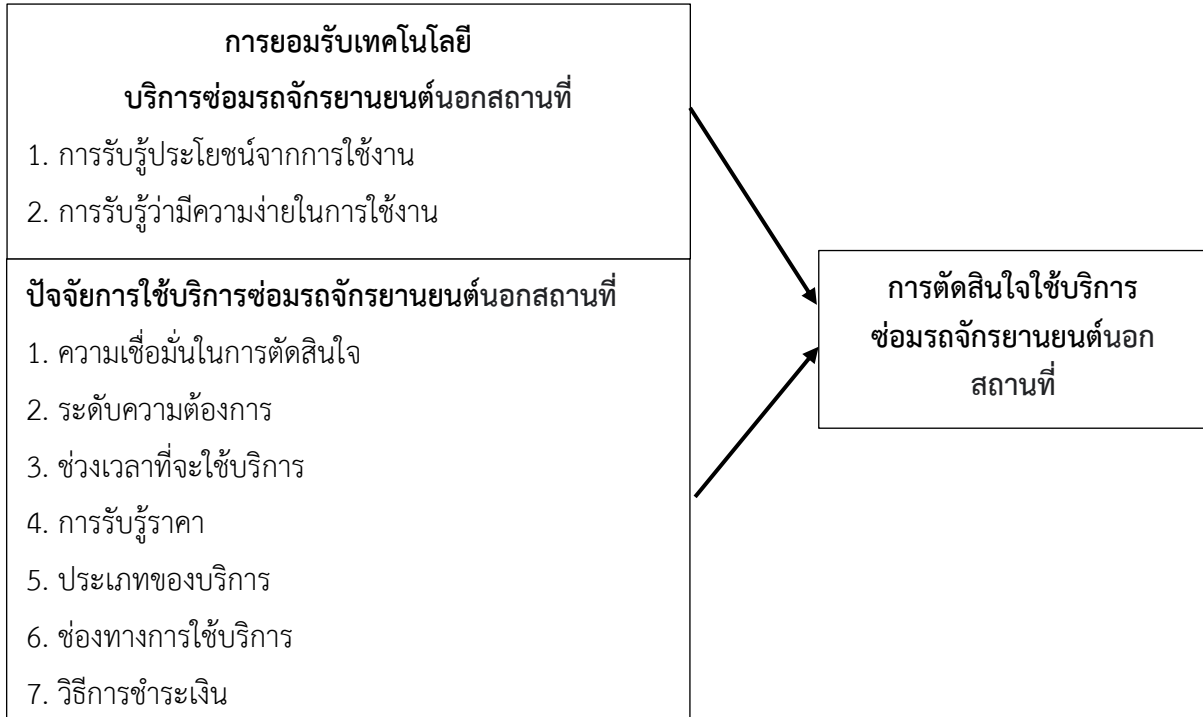 การยอมรับเทคโนโลยี
บริการซ่อมรถจักรยานยนต์นอกสถานที่
1. การรับรู้ประโยชน์จากการใช้งาน
2. การรับรู้ว่ามีความง่ายในการใช้งาน
ปัจจัยการใช้บริการซ่อมรถจักรยานยนต์นอกสถานที่
1. ความเชื่อมั่นในการตัดสินใจ
2. ระดับความต้องการ
3. ช่วงเวลาที่จะใช้บริการ
4. การรับรู้ราคา
5. ประเภทของบริการ
6. ช่องทางการใช้บริการ
7. วิธีการชำระเงิน
การตัดสินใจใช้บริการ
ซ่อมรถจักรยานยนต์นอก
สถานที่